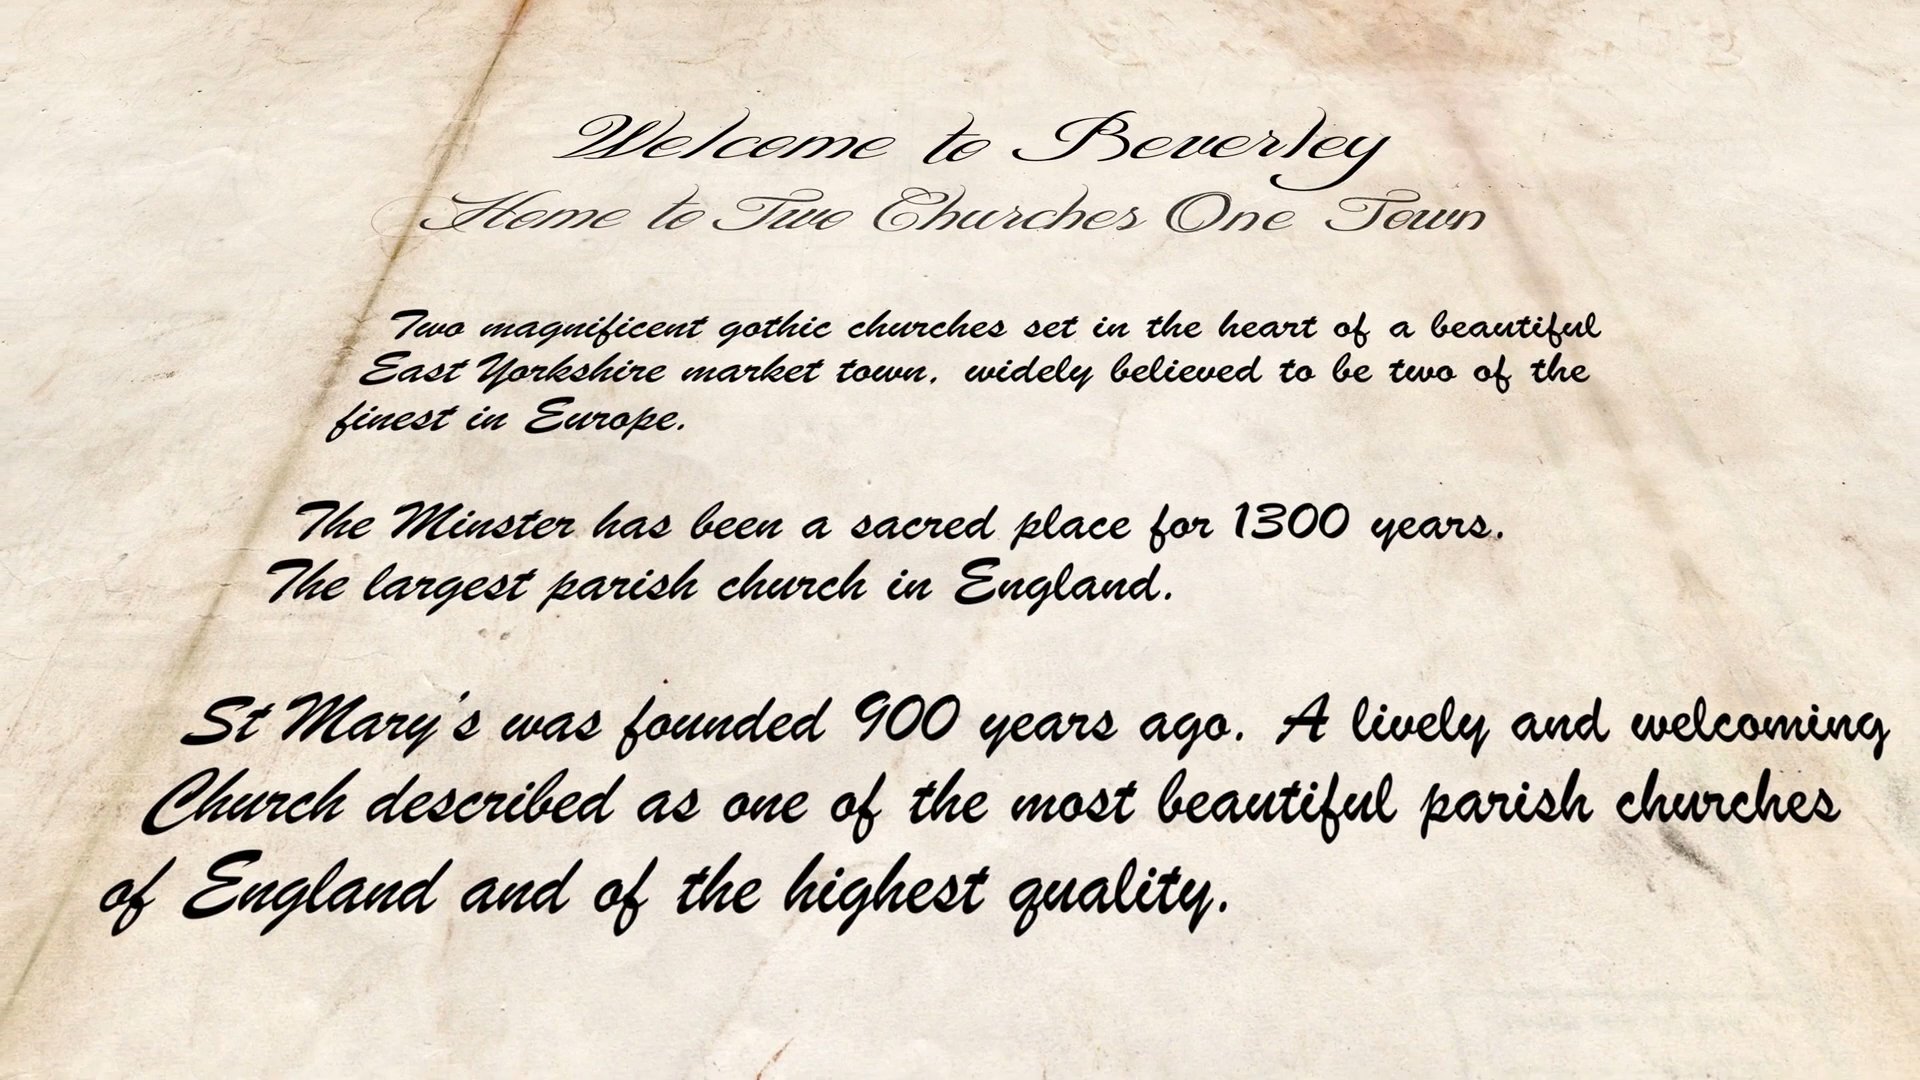 Welcome to Beverley
Home to Two Churches One Town
Two magnificent gothic churches set in the heart of a beautiful
East Yorkshire market town, widely believed to be two of the
finest in Europe.
The Minster has been a sacred place for 1300 years.
The largest parish church in England.
St Mary's was founded 900 years ago. A lively and welcoming
Church described as one of the most beautiful parish churches
of England and of the highest quality.